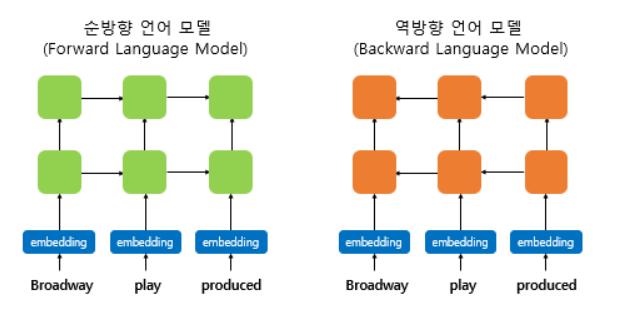 순방향 언어 모델
(Forward Language Model)
embedding embedding embedding
Broadway play produced
역방향 언어 모델
(Backward Language Model)
embedding embedding embedding
Broadway play produced